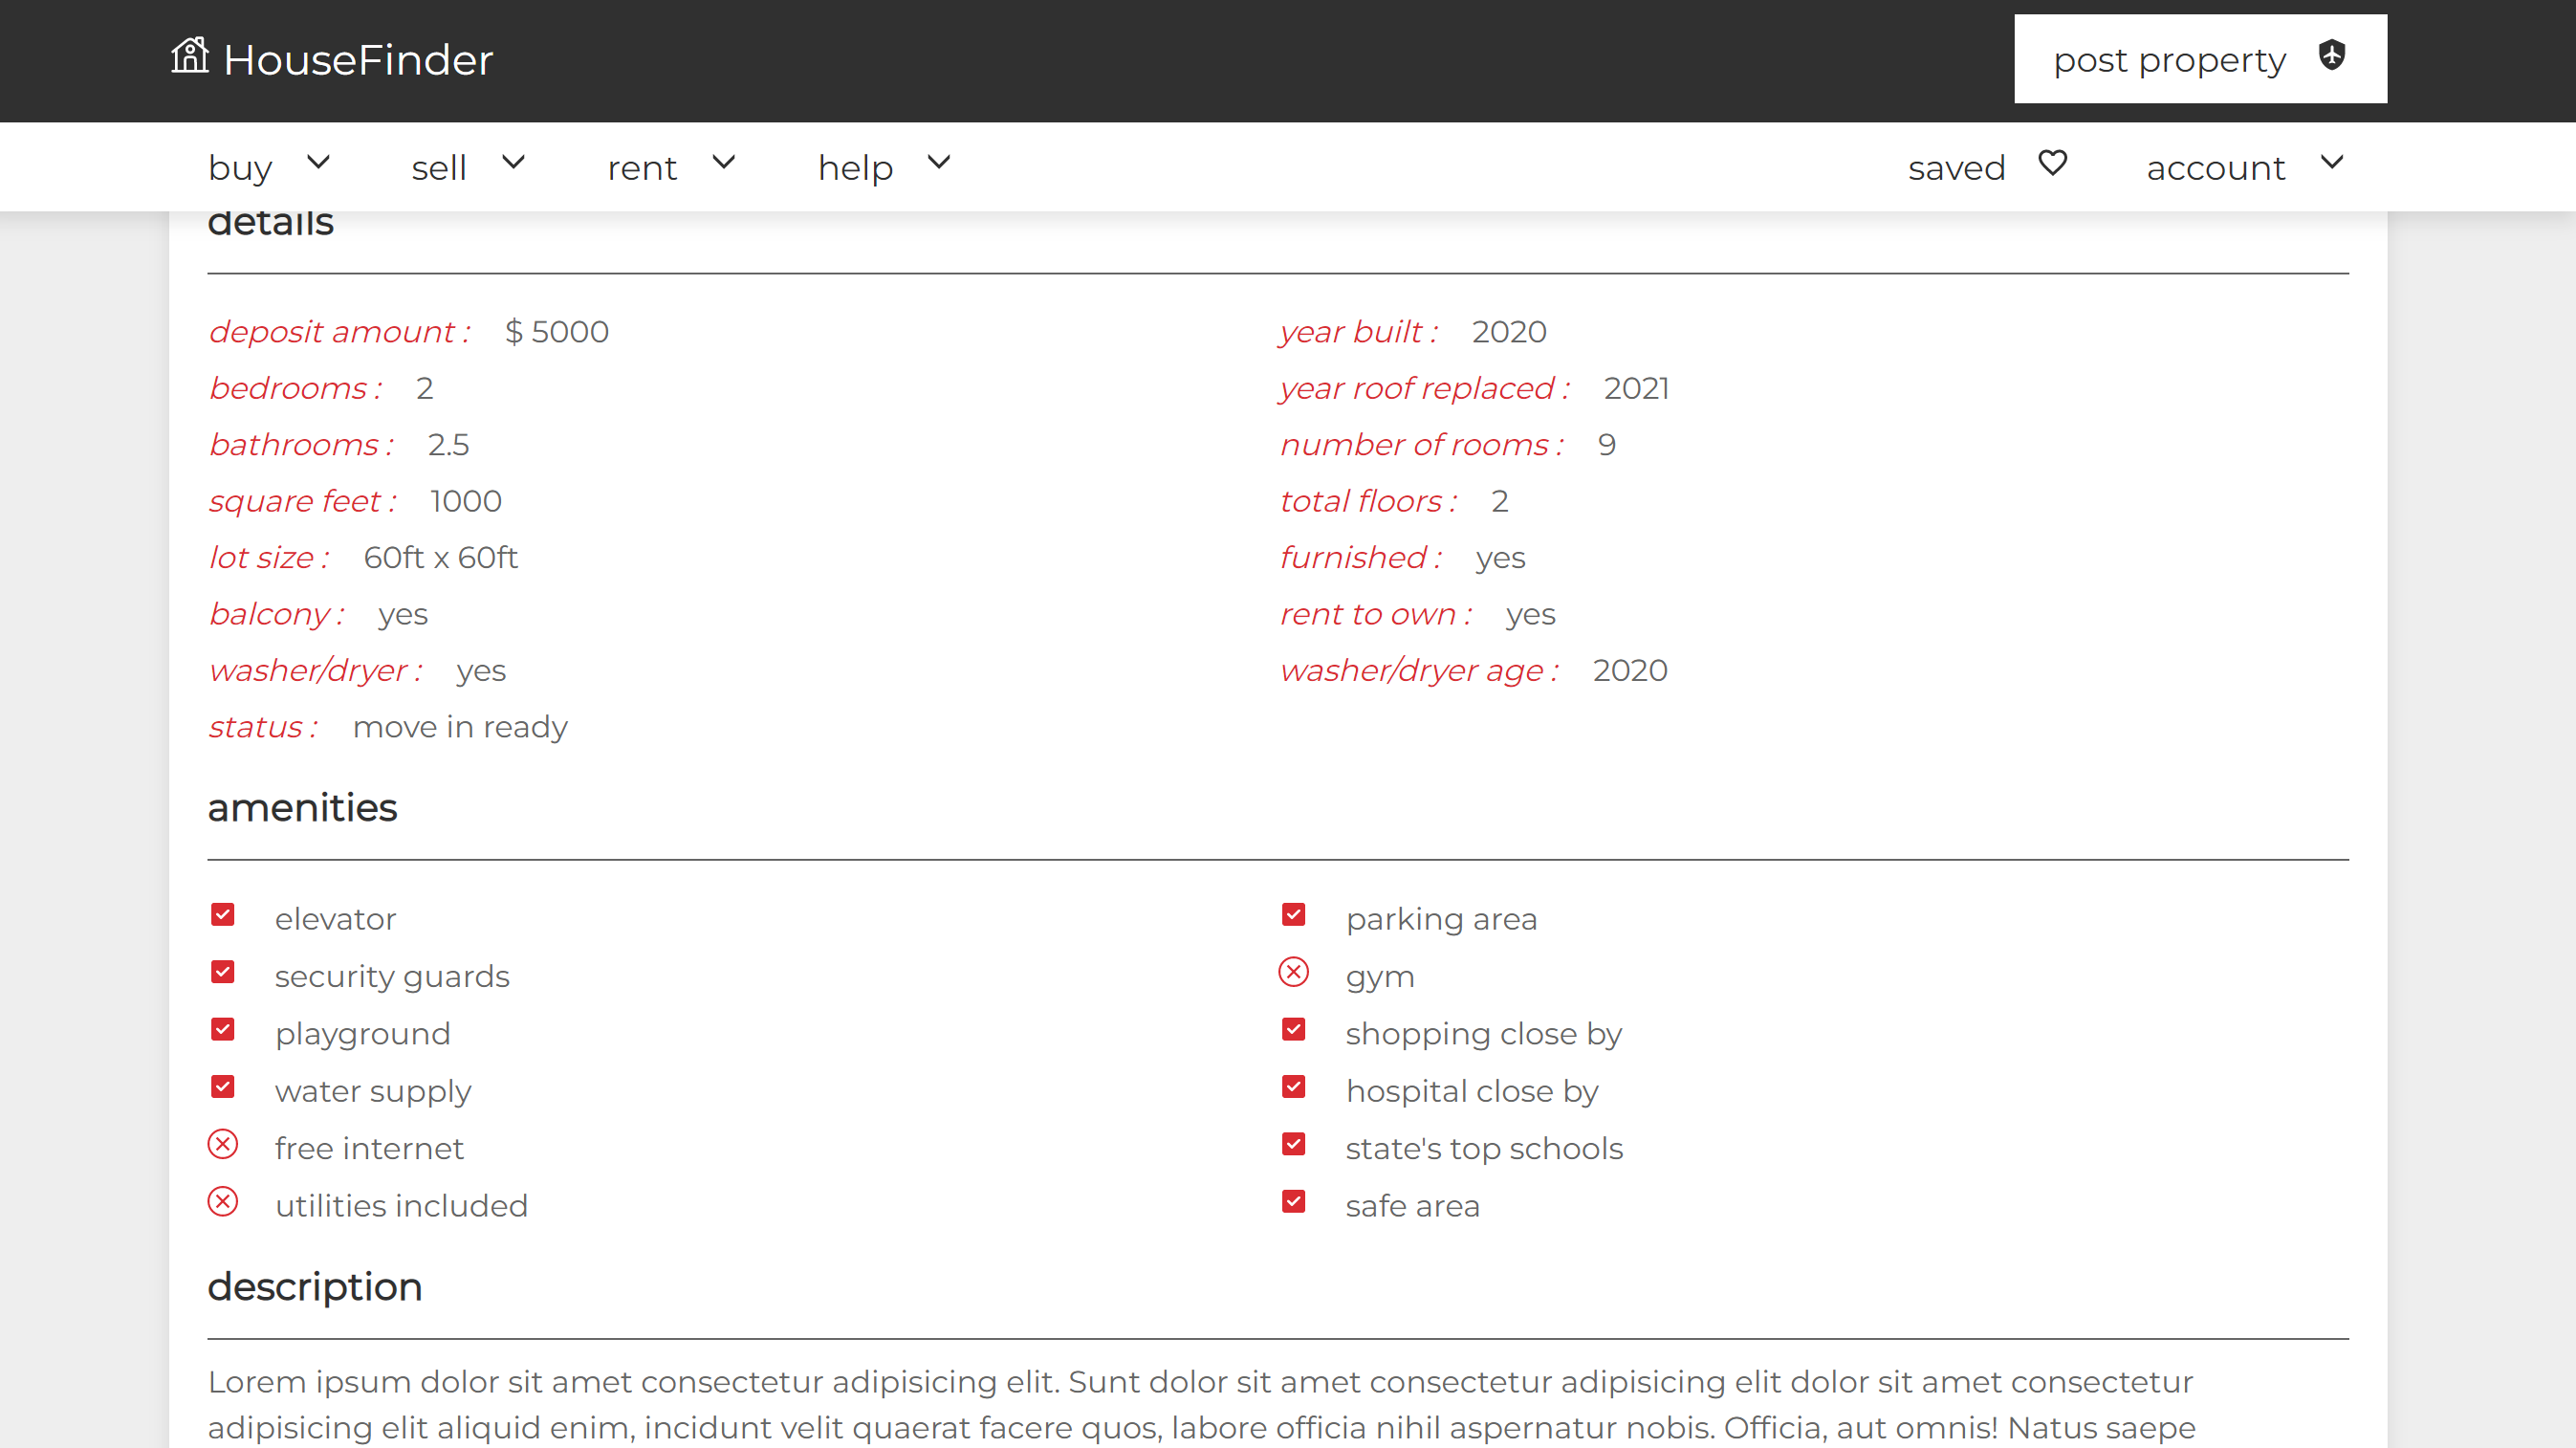 HouseFinder
post property
buy sell rent help saved account
details
deposit amount : $ 5000
bedrooms : 2
bathrooms : 2.5
square feet : 1000
lot size : 60ft x 60ft
balcony : yes
washer/dryer : yes
status : move in ready
year built : 2020
year roof replaced : 2021
number of rooms : 9
total floors : 2
furnished : yes
rent to own : yes
washer/dryer age : 2020
amenities
elevator
security guards
playground
water supply
free internet
utilities included
parking area
gym
shopping close by
hospital close by
state's top schools
safe area
description
Lorem ipsum dolor sit amet consectetur adipisicing elit. Sunt dolor sit amet consectetur adipisicing elit dolor sit amet consectetur
adipisicing elit aliquid enim, incidunt velit quaerat facere quos, labore officia nihil aspernatur nobis. Officia, aut omnis! Natus saepe